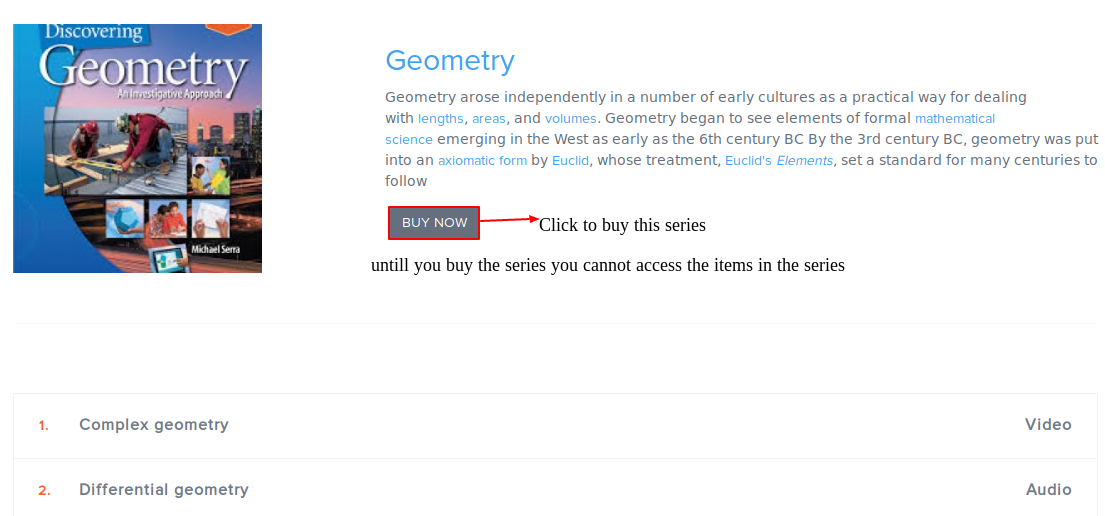 Discovering
Geometry
An Investigative Approach
Michael Serra
Geometry
Geometry arose independently in a number of early cultures as a practical way for dealing
with lengths, areas, and volumes. Geometry began to see elements of formal mathematical
science emerging in the West as early as the 6th century BC By the 3rd century BC, geometry was put
into an axiomatic form by Euclid, whose treatment, Euclid's Elements, set a standard for many centuries to
follow
BUY NOW
Click to buy this series
untill you buy the series you cannot access the items in the series
1. Complex geometry Video
2. Differential geometry Audio